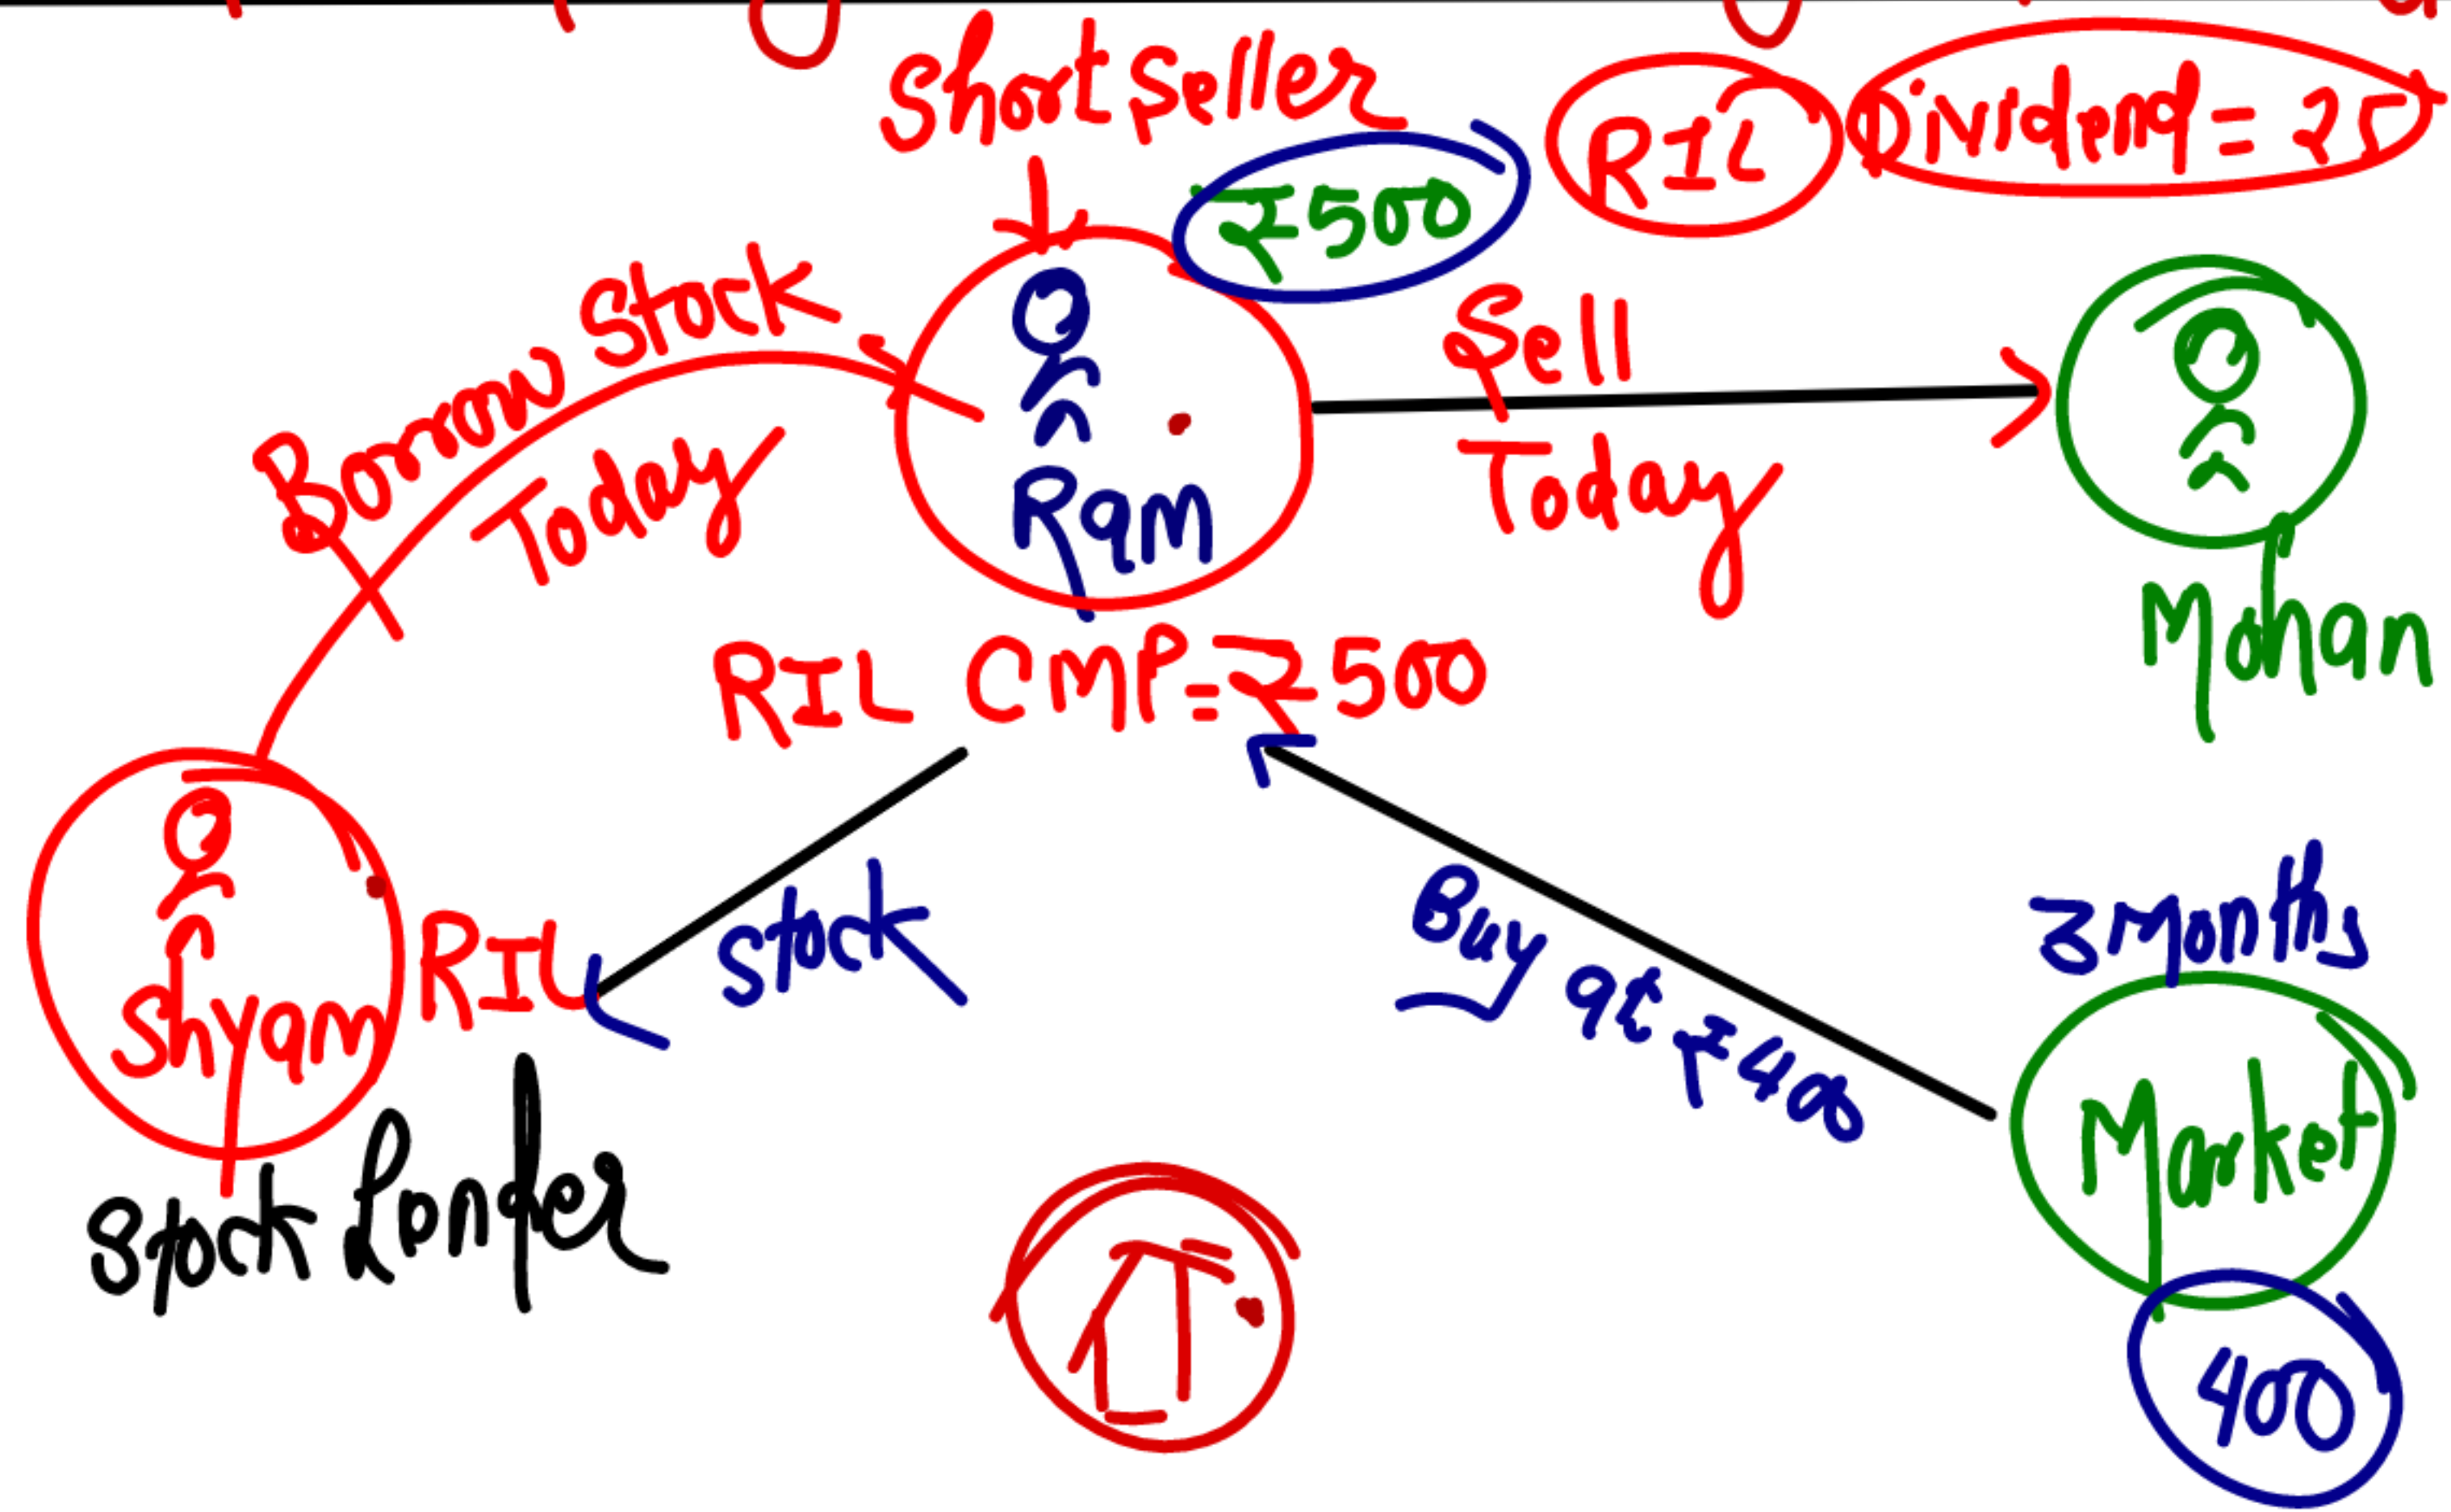 Short Seller
RIL
Dividend = 25
₹500
Borrow Stock
Today
Ram
Sell
Today
Mohan
RIL CMP=₹500
Shyam
RIL
Stock
Buy at ₹400
3 Months
Market
Stock Lender
400